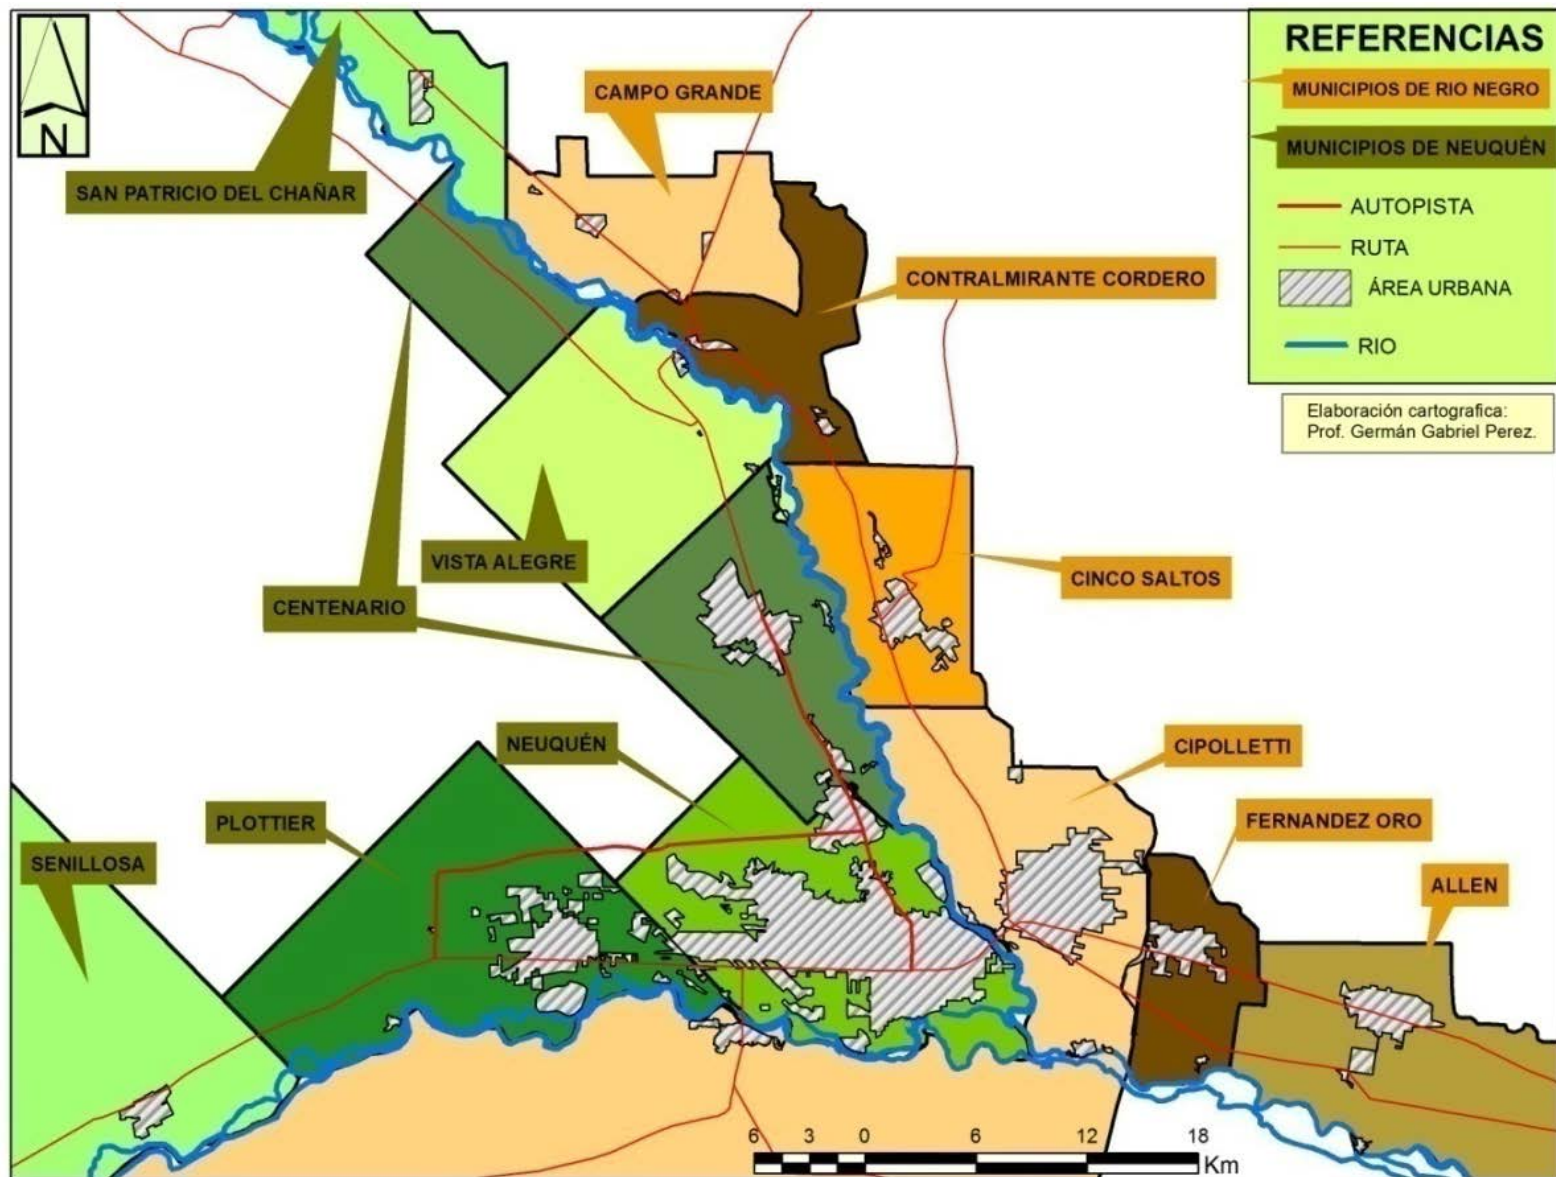 REFERENCIAS
MUNICIPIOS DE RIO NEGRO
MUNICIPIOS DE NEUQUÉN
AUTOPISTA
RUTA
ÁREA URBANA
RIO
Elaboración cartografica:
Prof. Germán Gabriel Perez.
N
CAMPO GRANDE
SAN PATRICIO DEL CHAÑAR
CONTRALMIRANTE CORDERO
VISTA ALEGRE
CINCO SALTOS
CENTENARIO
NEUQUÉN
CIPOLLETTI
PLOTTIER
FERNANDEZ ORO
SENILLOSA
ALLEN
6 3 0 6 12 18
Km